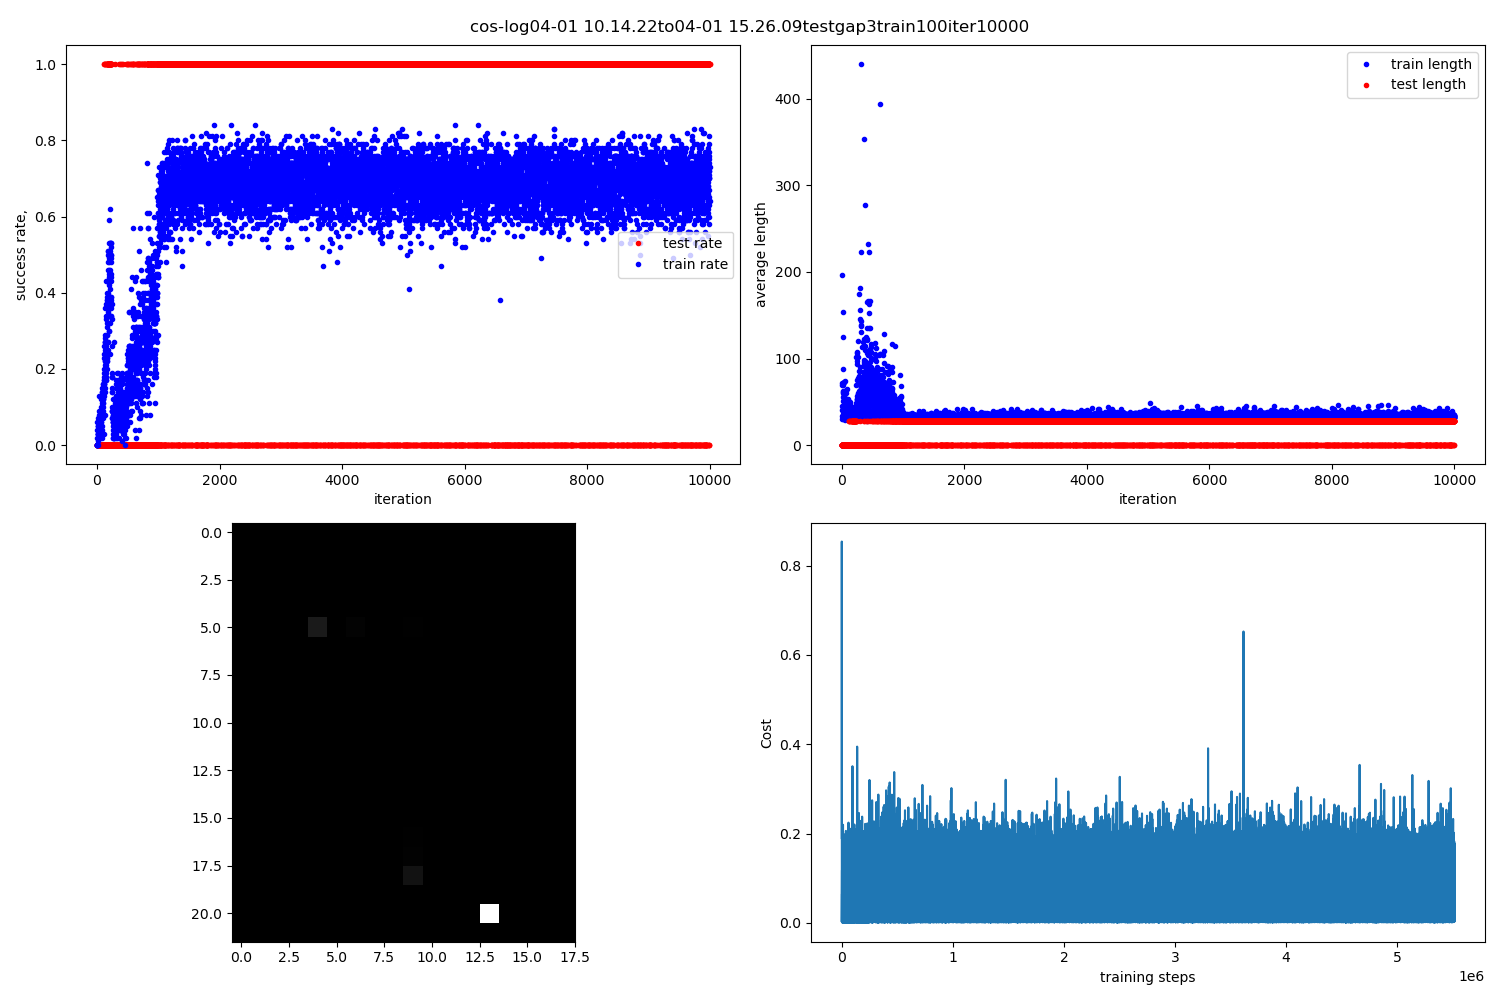 cos-log04-01 10.14.22to04-01 15.26.09testgap3train100iter10000
1.0
0.8
0.6
0.4
0.2
0.0
success rate,
test rate
train rate
0 2000 4000 6000 8000 10000
iteration
400
300
200
100
0
average length
train length
test length
0 2000 4000 6000 8000 10000
iteration
0.0
2.5
5.0
7.5
10.0
12.5
15.0
17.5
20.0
0.0 2.5 5.0 7.5 10.0 12.5 15.0 17.5
0.8
0.6
0.4
0.2
0.0
Cost
0 1 2 3 4 5
1e6
training steps